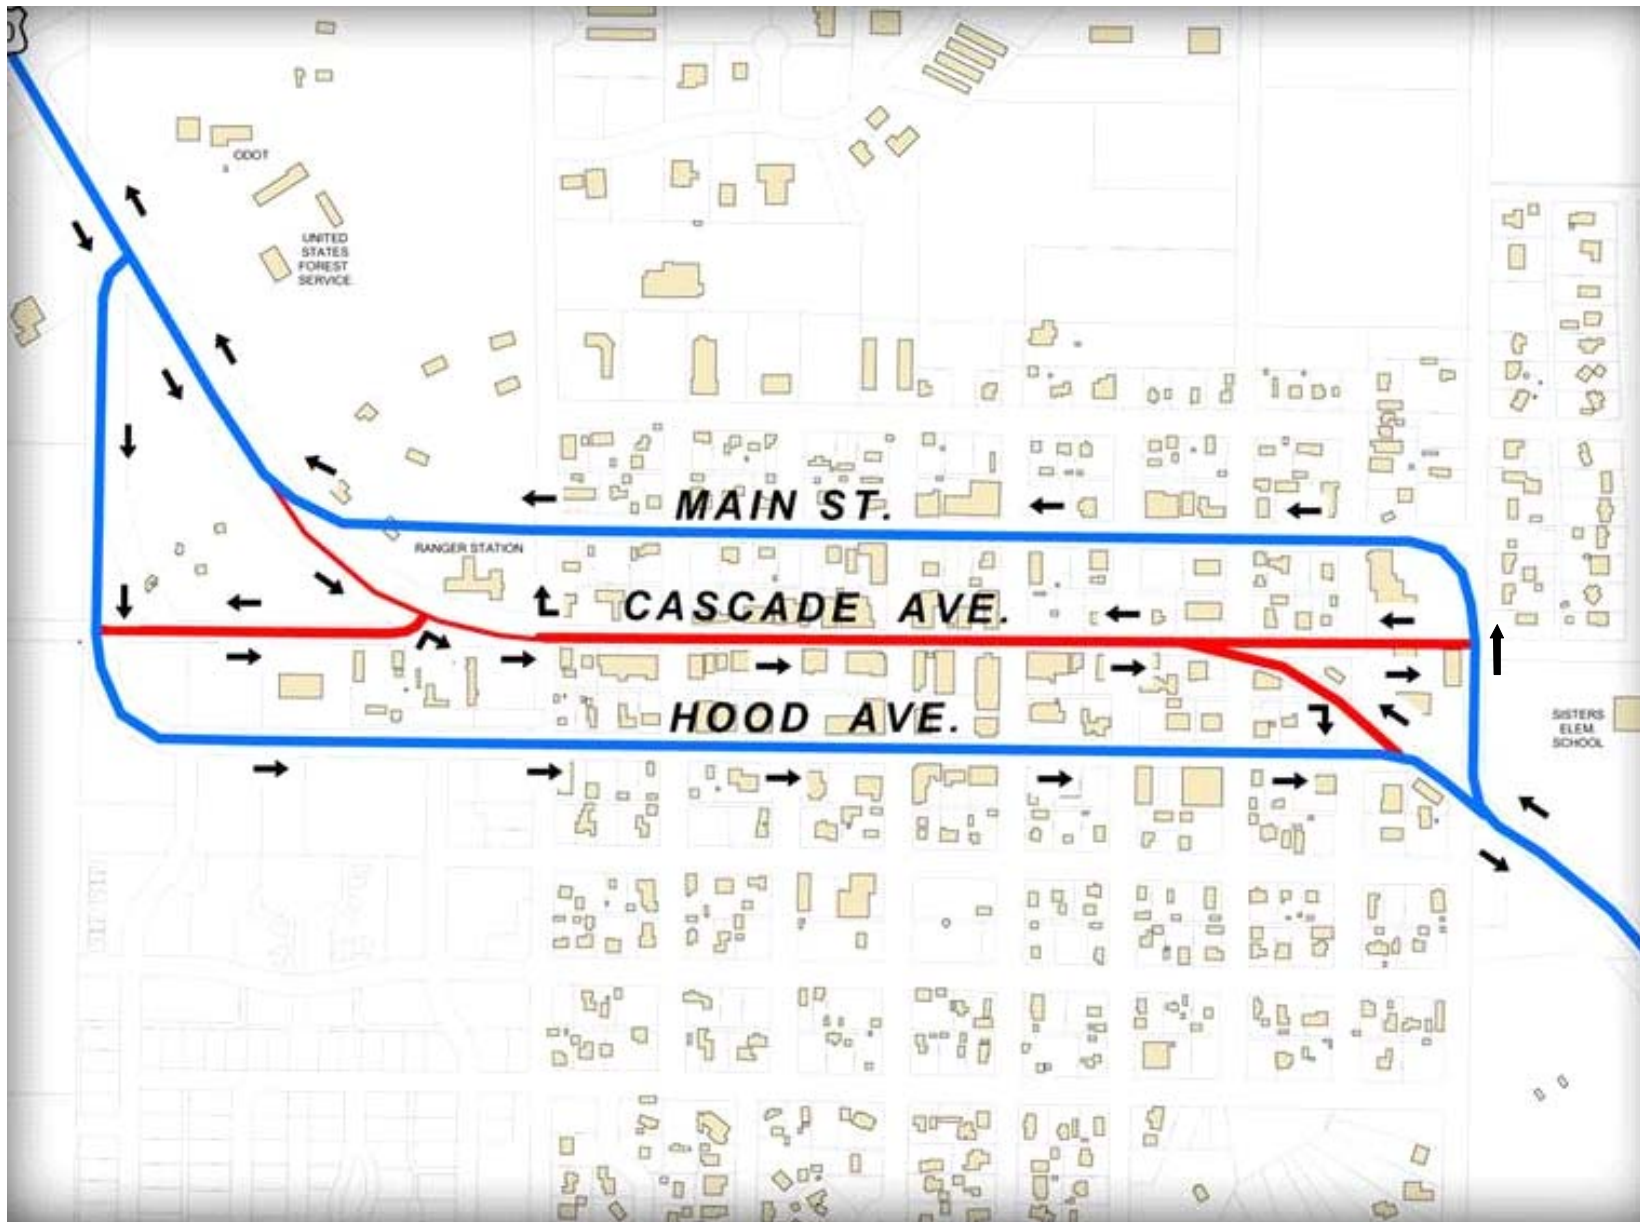 ODOT
UNITED
STATES
FOREST
SERVICE
MAIN ST.
RANGER STATION
CASCADE AVE.
HOOD AVE.
SISTERS
ELEM.
SCHOOL